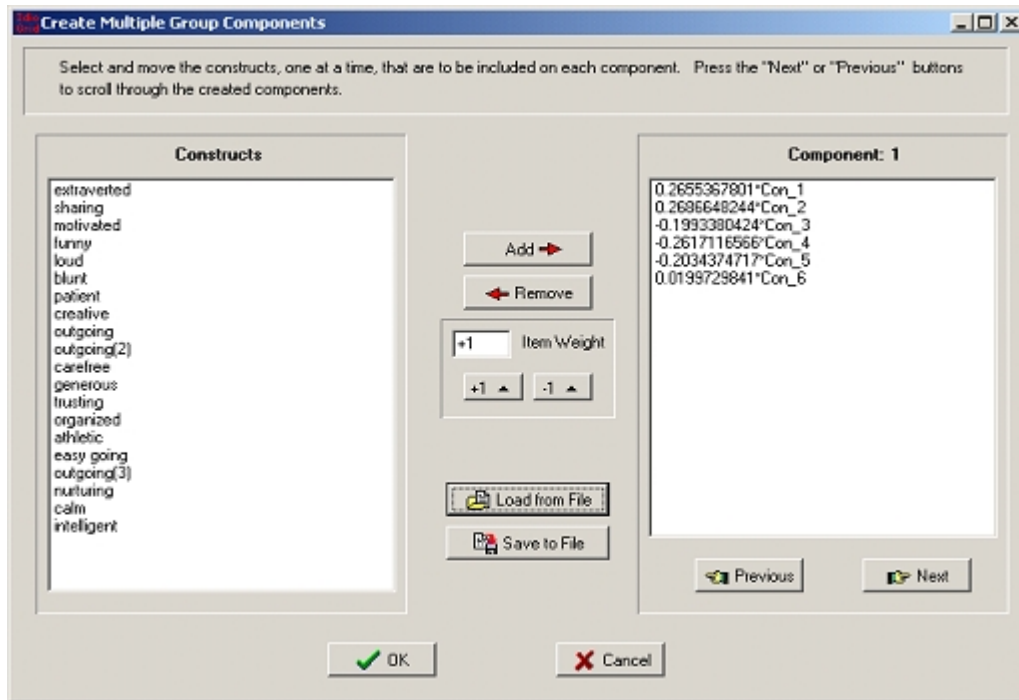 Idio
Grid
Create Multiple Group Components
Select and move the constructs, one at a time, that are to be included on each component. Press the "Next" or "Previous" buttons
to scroll through the created components.
Constructs
extraverted
sharing
motivated
funny
loud
blunt
patient
creative
outgoing
outgoing(2)
carefree
generous
trusting
organized
athletic
easy going
outgoing(3)
nurturing
calm
intelligent
Add
Remove
+1 Item Weight
+1 -1
Load from File
Save to File
Component: 1
0.2655367801*Con_1
0.2686648244*Con_2
-0.1993380424*Con_3
-0.2617116566*Con_4
-0.2034374717*Con_5
0.0199729841*Con_6
Previous
Next
OK
Cancel